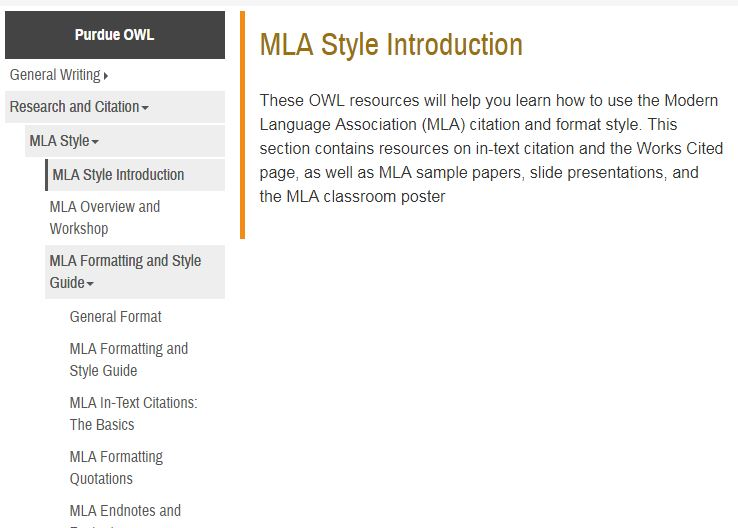 Purdue OWL
General Writing
Research and Citation
MLA Style
MLA Style Introduction
MLA Overview and
Workshop
MLA Formatting and Style
Guide
General Format
MLA Formatting and
Style Guide
MLA In-Text Citations:
The Basics
MLA Formatting
Quotations
MLA Endnotes and
MLA Style Introduction
These OWL resources will help you learn how to use the Modern
Language Association (MLA) citation and format style. This
section contains resources on in-text citation and the Works Cited
page, as well as MLA sample papers, slide presentations, and
the MLA classroom poster